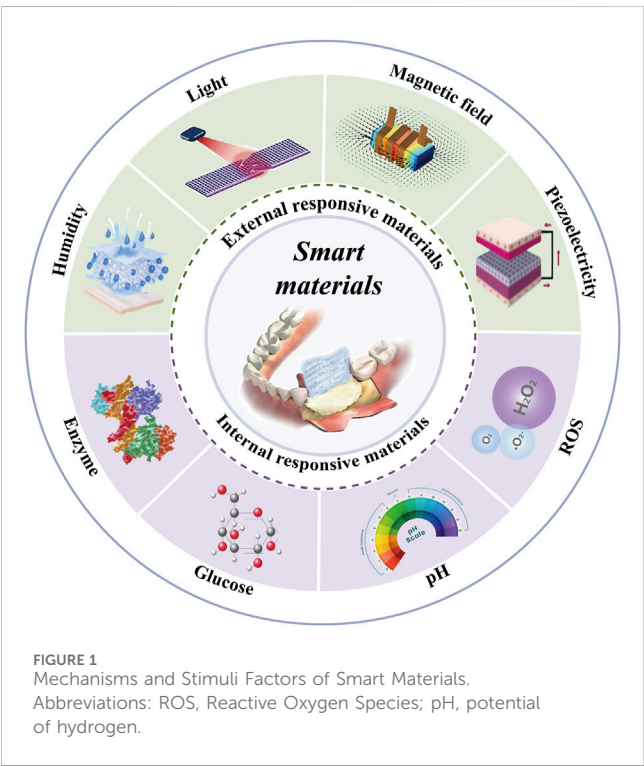 Light
Magnetic field
Humidity
Piezoelectricity
External responsive materials
Smart
materials
Internal responsive materials
Enzyme
ROS
H₂O₂
O₂
·O₂-
Glucose
pH
pH
Scale
FIGURE 1
Mechanisms and Stimuli Factors of Smart Materials.
Abbreviations: ROS, Reactive Oxygen Species; pH, potential
of hydrogen.